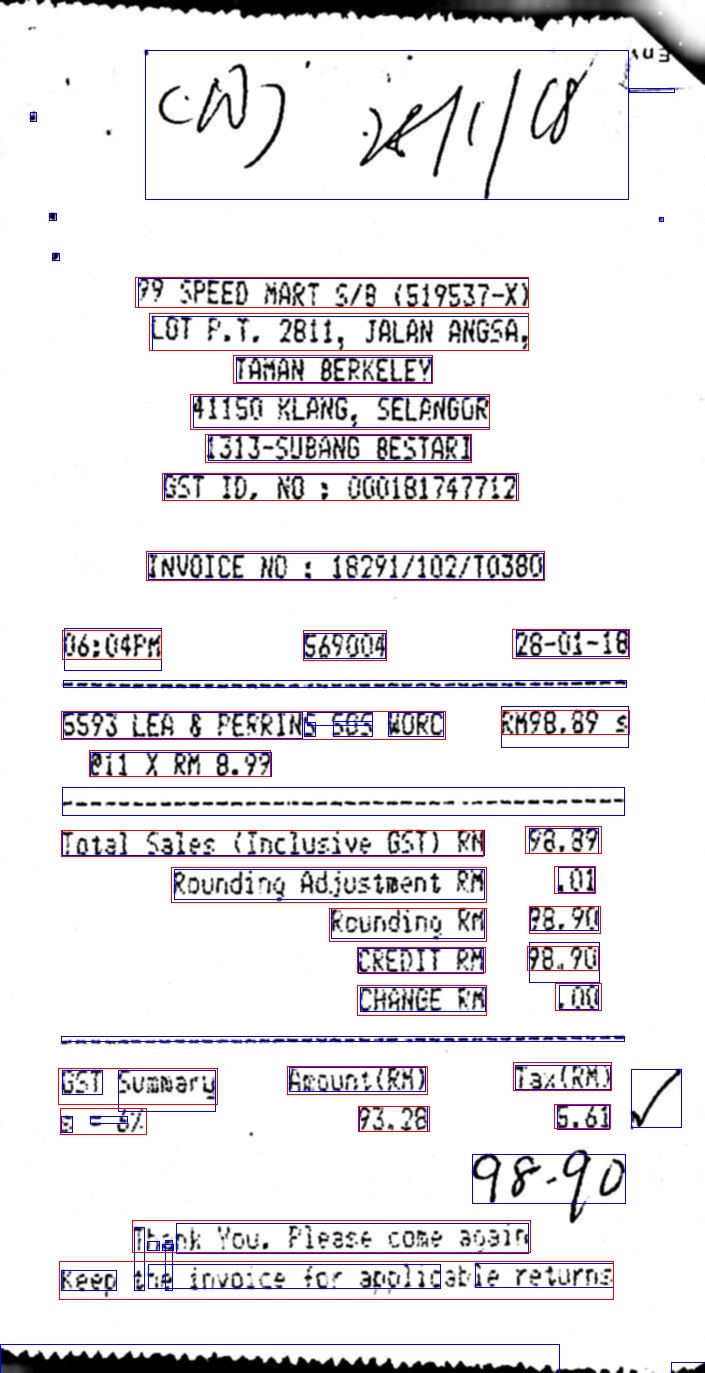 28/1/18
99 SPEED MART S/B (519537-X)
LOT P.T. 2811, JALAN ANGSA,
TAMAN BERKELEY
41150 KLANG, SELANGOR
1313-SUBANG BESTARI
GST ID. NO : 000181747712
INVOICE NO : 18291/102/T0380
06:04PM 569004 28-01-18
5593 LEA & PERRINS SOS WORC RM98.89 s
@11 X RM 8.99
Total Sales (Inclusive GST) RM 98.89
Rounding Adjustment RM .01
Rounding RM 98.90
CREDIT RM 98.90
CHANGE RM .00
GST Summary Amount(RM) Tax(RM)
s = 6% 93.28 5.61
98.90
Thank You. Please come again
Keep the invoice for applicable returns